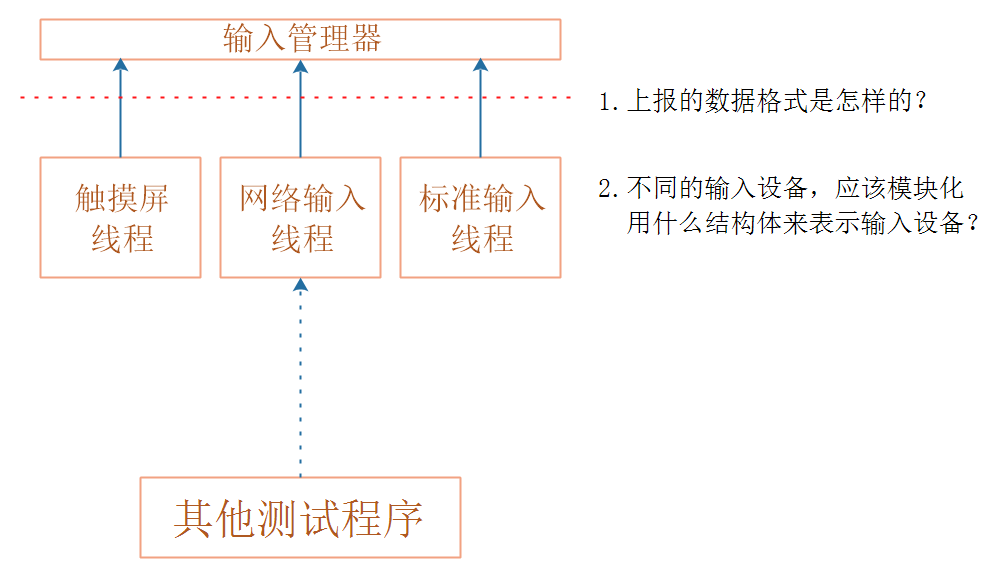 输入管理器
1.上报的数据格式是怎样的？
触摸屏
线程
网络输入
线程
标准输入
线程
2.不同的输入设备，应该模块化
用什么结构体来表示输入设备？
其他测试程序